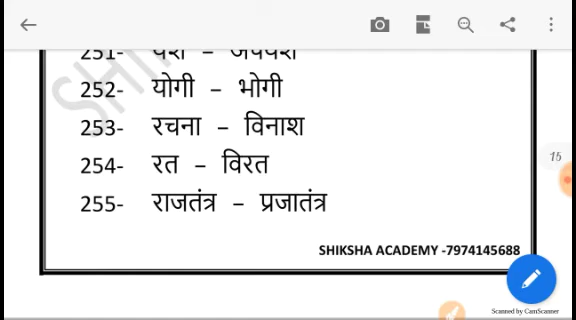 252- योगी – भोगी
253- रचना – विनाश
254- रत – विरत
15
255- राजतंत्र – प्रजातंत्र
SHIKSHA ACADEMY -7974145688
Scanned by CamScanner